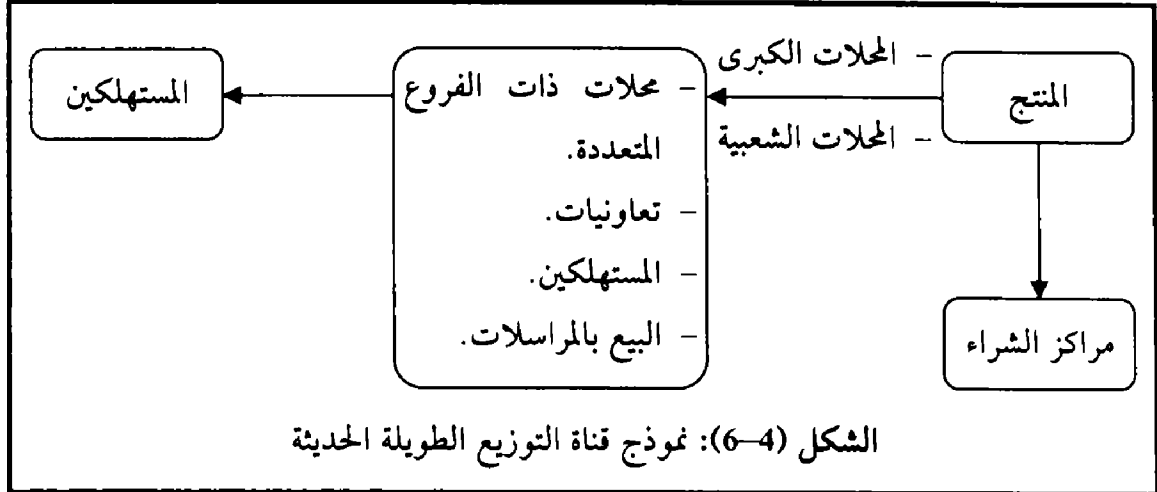 المنتج
– المحلات الكبرى
– المحلات الشعبية
– محلات ذات الفروع
المتعددة.
– تعاونيات.
– المستهلكين.
– البيع بالمراسلات.
المستهلكين
مراكز الشراء
الشكل (4–6): نموذج قناة التوزيع الطويلة الحديثة